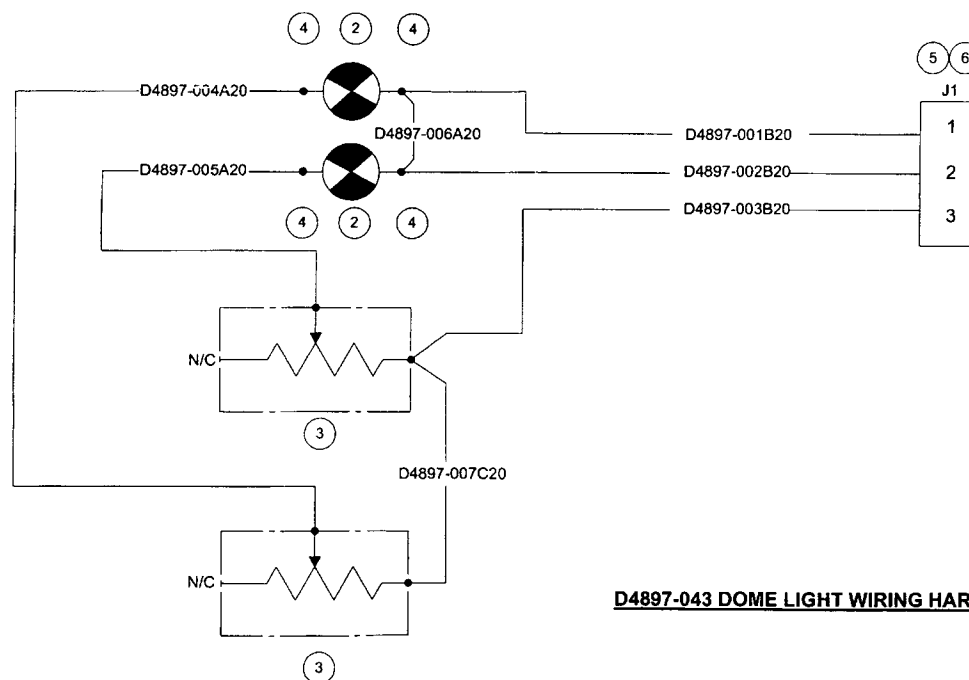 4 2 4
5 6
J1
D4897-004A20
D4897-006A20
D4897-001B20
1
D4897-005A20
D4897-002B20
2
4 2 4
D4897-003B20
3
N/C
3
D4897-007C20
N/C
D4897-043 DOME LIGHT WIRING HAR
3